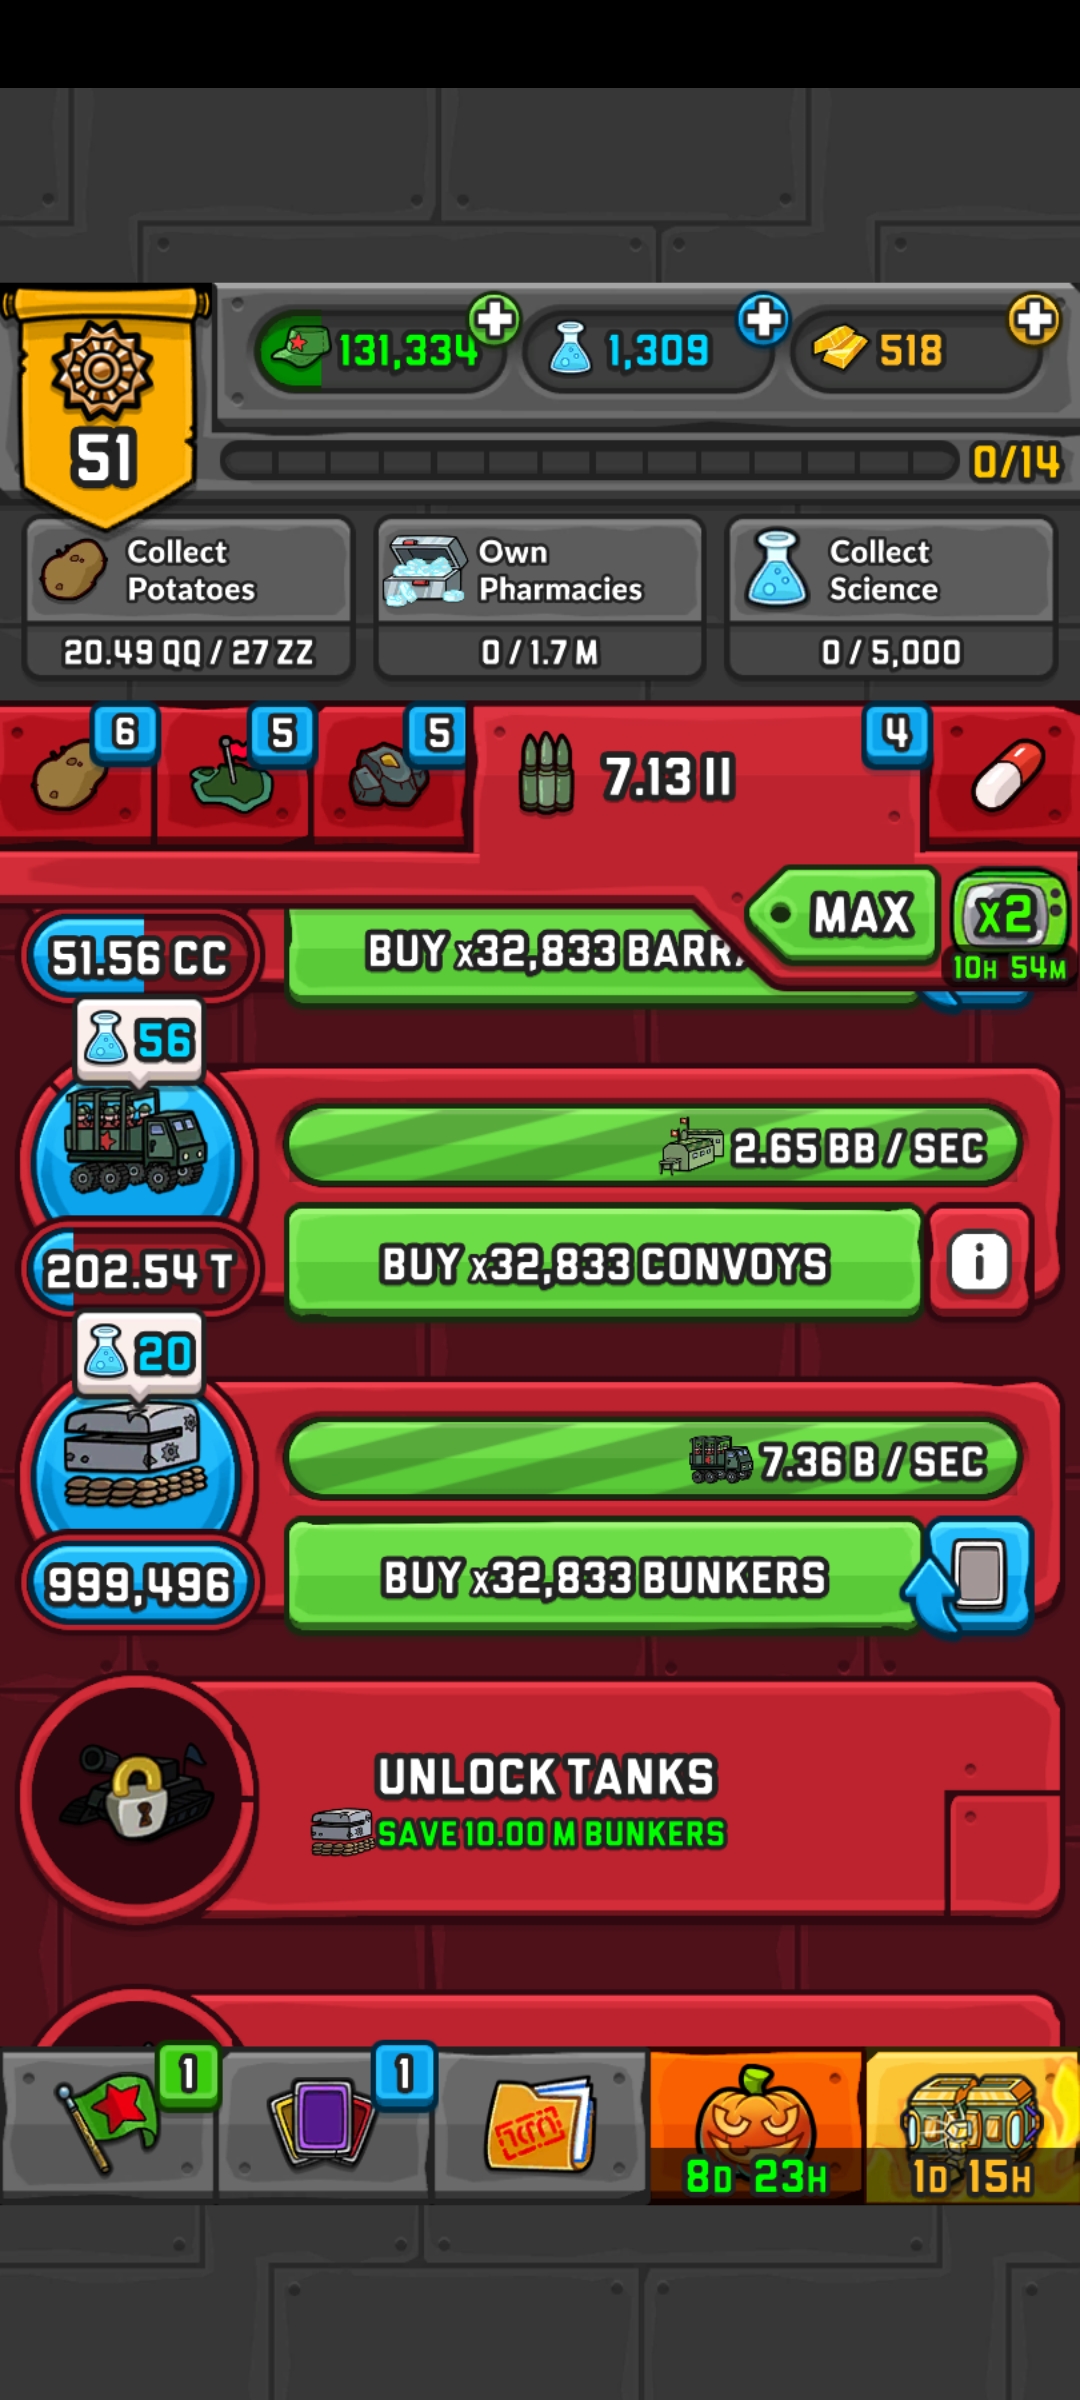 131,334
1,309
518
51
0/14
Collect
Potatoes
Own
Pharmacies
Collect
Science
20.49 QQ / 27 ZZ
0 / 1.7 M
0 / 5,000
6
5
5
7.13 II
4
MAX
x2
10H 54M
51.56 CC
BUY x32,833 BARRA
56
2.65 BB / SEC
202.54 T
BUY x32,833 CONVOYS
i
20
7.36 B / SEC
999,496
BUY x32,833 BUNKERS
UNLOCK TANKS
SAVE 10.00 M BUNKERS
1
1
8D 23H
1D 15H